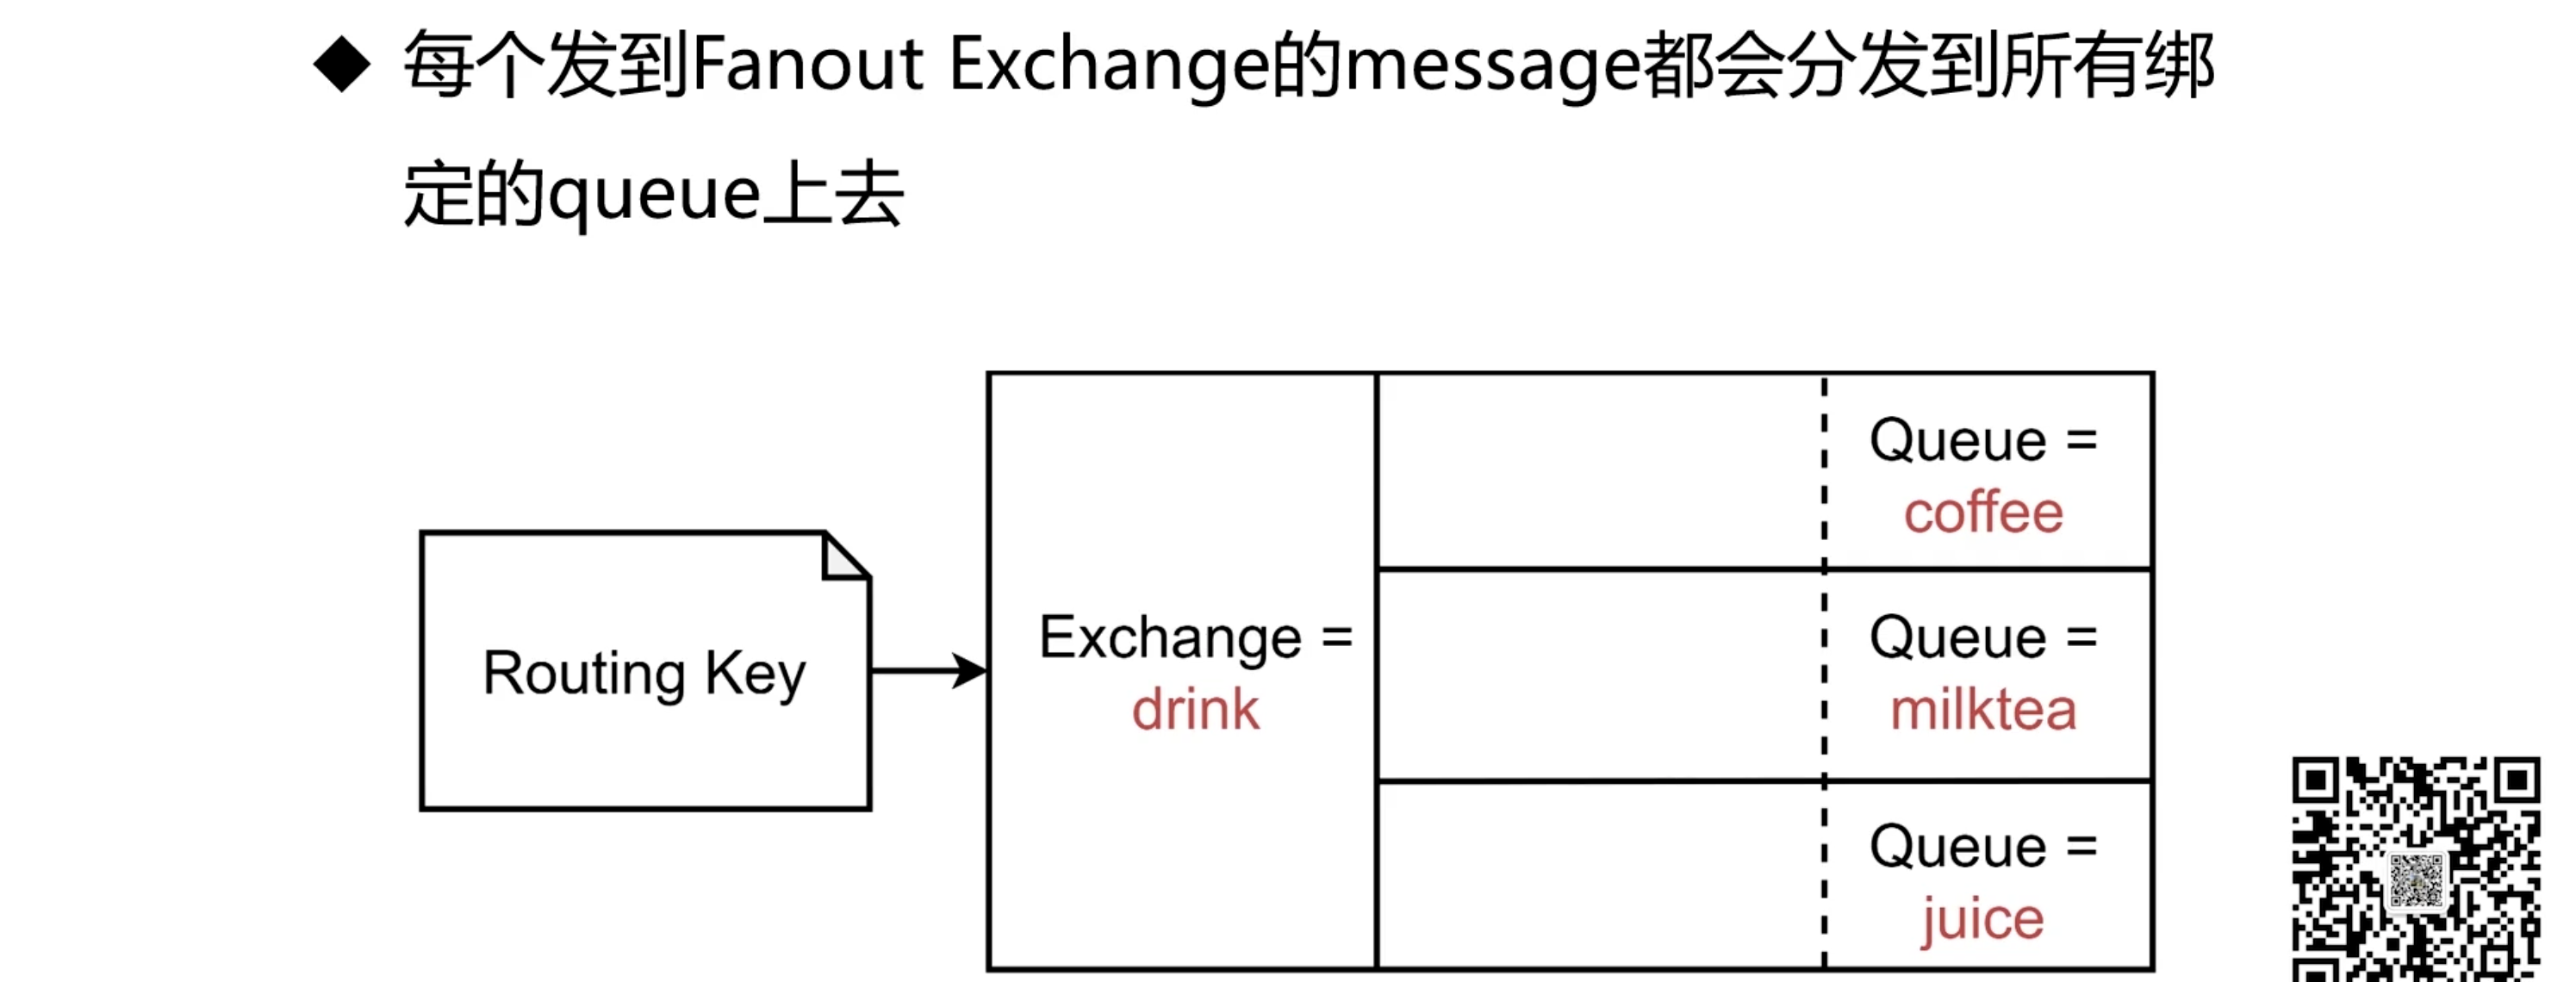 每个发到Fanout Exchange的message都会分发到所有绑
定的queue上去
Queue =
coffee
Routing Key
Exchange =
drink
Queue =
milktea
Queue =
juice